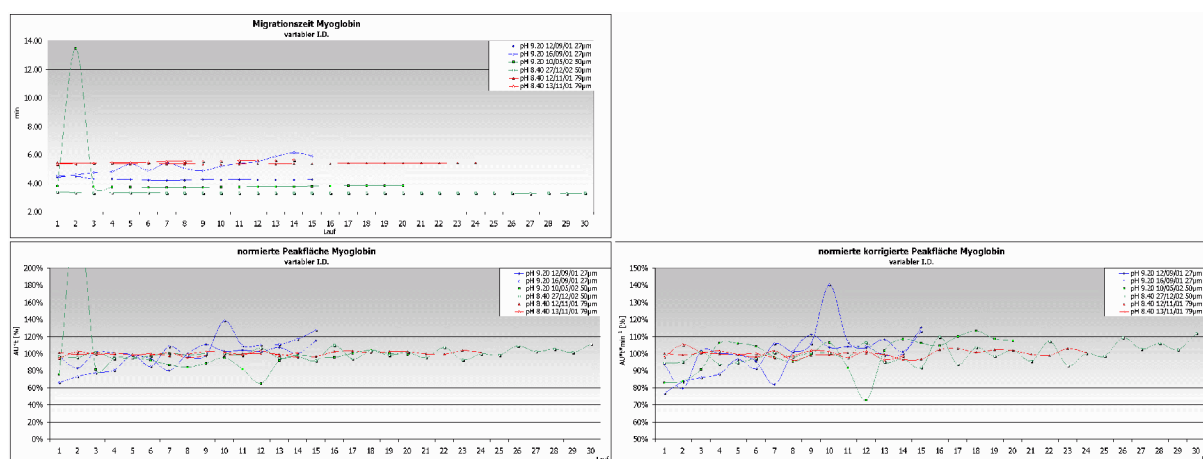 Migrationszeit Myoglobin
variabler I.D.
14.00
12.00
10.00
8.00
6.00
4.00
2.00
min
pH 9.20 12/09/01 27µm
pH 9.20 16/09/01 27µm
pH 9.20 10/05/02 50µm
pH 8.40 27/12/02 50µm
pH 8.40 12/11/01 79µm
pH 8.40 13/11/01 79µm
1 2 3 4 5 6 7 8 9 10 11 12 13 14 15 16 17 18 19 20 21 22 23 24 25 26 27 28 29 30
Lauf
normierte Peakfläche Myoglobin
variabler I.D.
200%
180%
160%
140%
120%
100%
80%
60%
40%
20%
0%
AU*t [%]
pH 9.20 12/09/01 27µm
pH 9.20 16/09/01 27µm
pH 9.20 10/05/02 50µm
pH 8.40 27/12/02 50µm
pH 8.40 12/11/01 79µm
pH 8.40 13/11/01 79µm
1 2 3 4 5 6 7 8 9 10 11 12 13 14 15 16 17 18 19 20 21 22 23 24 25 26 27 28 29 30
Lauf
normierte korrigierte Peakfläche Myoglobin
variabler I.D.
150%
140%
130%
120%
110%
100%
90%
80%
70%
60%
50%
pH 9.20 12/09/01 27µm
pH 9.20 16/09/01 27µm
pH 9.20 10/05/02 50µm
pH 8.40 27/12/02 50µm
pH 8.40 12/11/01 79µm
pH 8.40 13/11/01 79µm
1 2 3 4 5 6 7 8 9 10 11 12 13 14 15 16 17 18 19 20 21 22 23 24 25 26 27 28 29 30
Lauf